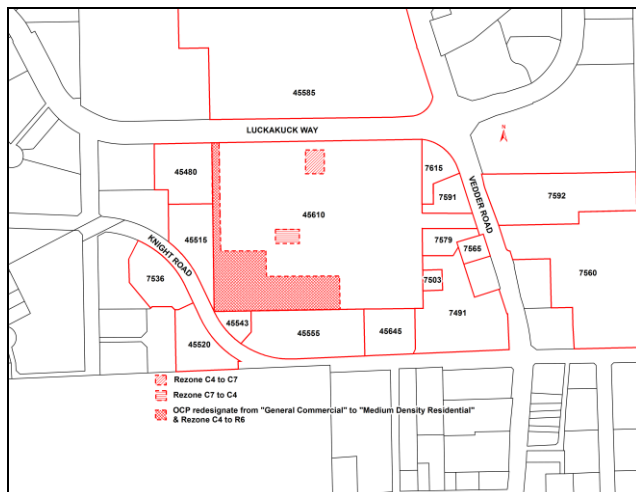 45585
LUCKAKUCK WAY
N
45480
7615
7591
7592
VEDDER ROAD
45610
45515
KNIGHT ROAD
7579
7565
7536
7503
7560
7491
45543
45555
45645
45520
Rezone C4 to C7
Rezone C7 to C4
OCP redesignate from "General Commercial" to "Medium Density Residential"
& Rezone C4 to R6